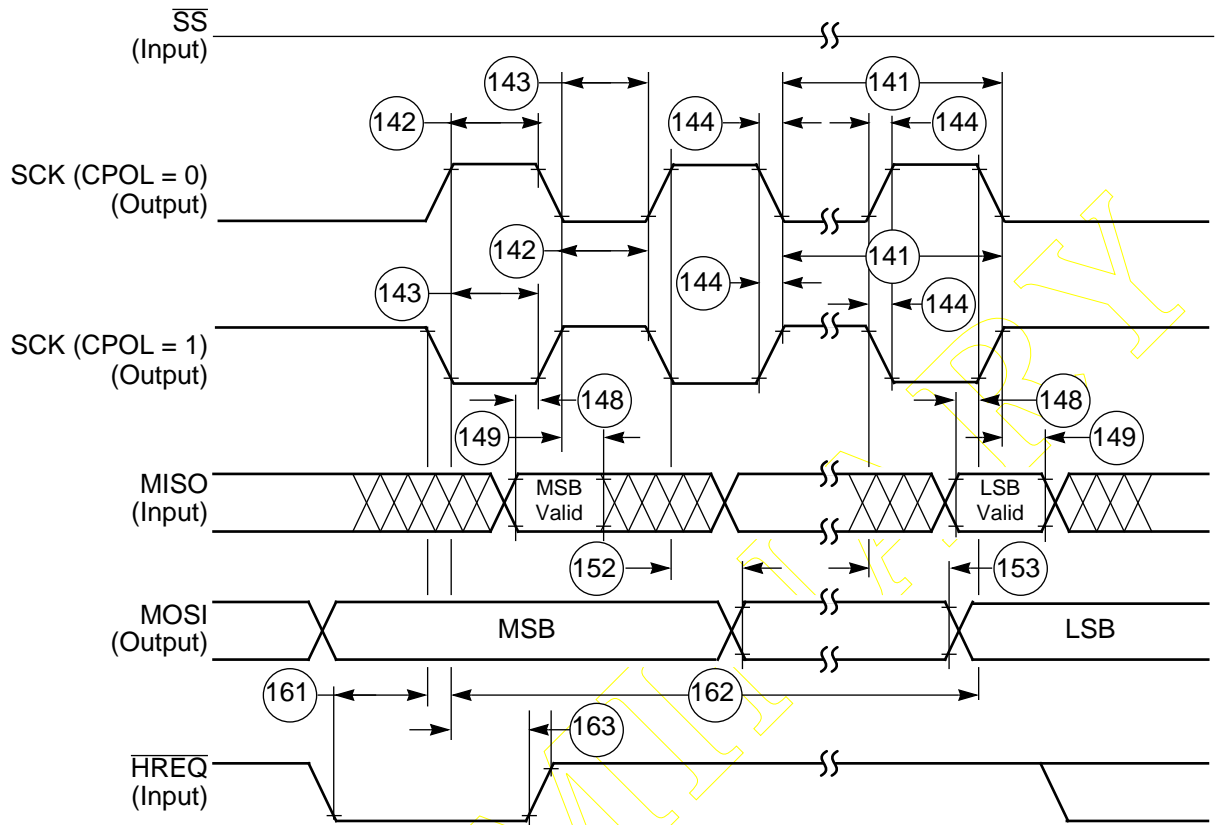 SS
(Input)
143
141
142
144
144
SCK (CPOL = 0)
(Output)
142
141
143
144
144
SCK (CPOL = 1)
(Output)
148
148
149
149
MISO
(Input)
MSB
Valid
LSB
Valid
152
153
MOSI
(Output)
MSB
LSB
161
162
163
HREQ
(Input)